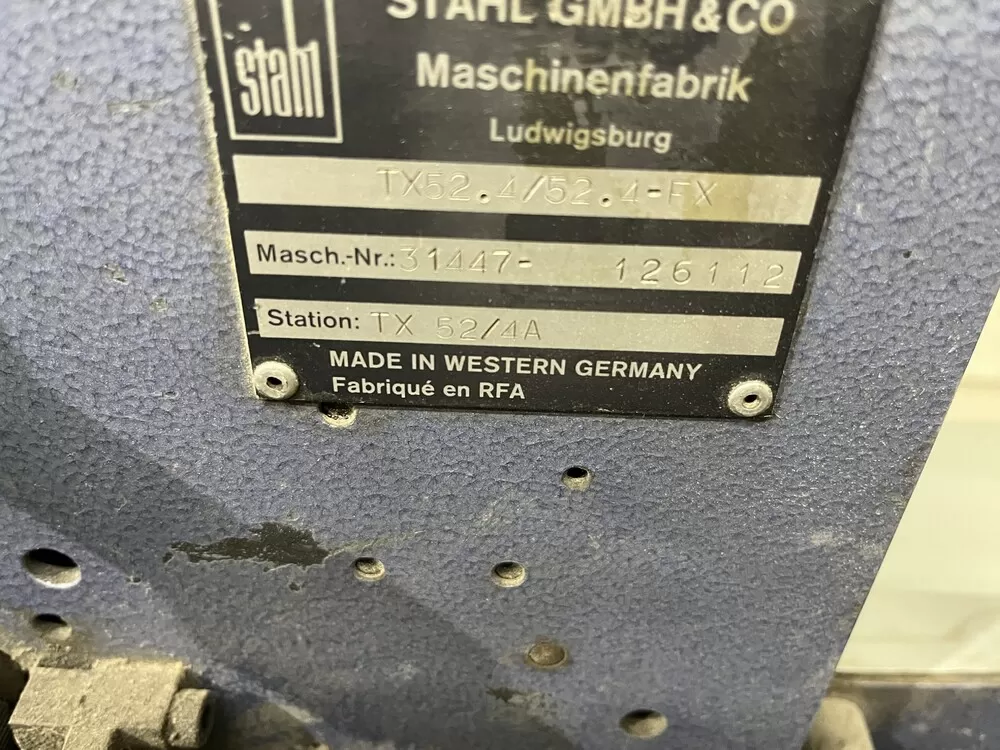 stahl
STAHL GMBH & CO
Maschinenfabrik
Ludwigsburg
TX52.4/52.4-FX
Masch.-Nr.: 31447- 126112
Station: TX 52/4A
MADE IN WESTERN GERMANY
Fabriqué en RFA